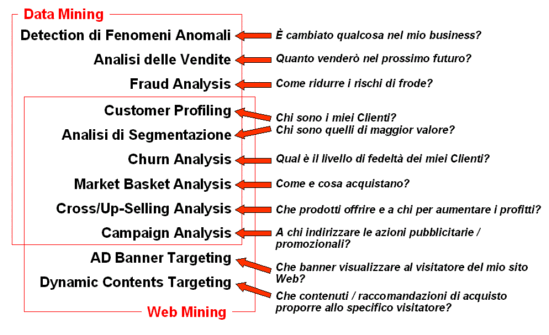 Data Mining
Detection di Fenomeni Anomali
È cambiato qualcosa nel mio business?
Analisi delle Vendite
Quanto venderò nel prossimo futuro?
Fraud Analysis
Come ridurre i rischi di frode?
Customer Profiling
Chi sono i miei Clienti?
Analisi di Segmentazione
Chi sono quelli di maggior valore?
Churn Analysis
Qual è il livello di fedeltà dei miei Clienti?
Market Basket Analysis
Come e cosa acquistano?
Cross/Up-Selling Analysis
Che prodotti offrire e a chi per aumentare i profitti?
Campaign Analysis
A chi indirizzare le azioni pubblicitarie /
promozionali?
AD Banner Targeting
Che banner visualizzare al visitatore del mio sito
Web?
Dynamic Contents Targeting
Che contenuti / raccomandazioni di acquisto
proporre allo specifico visitatore?
Web Mining